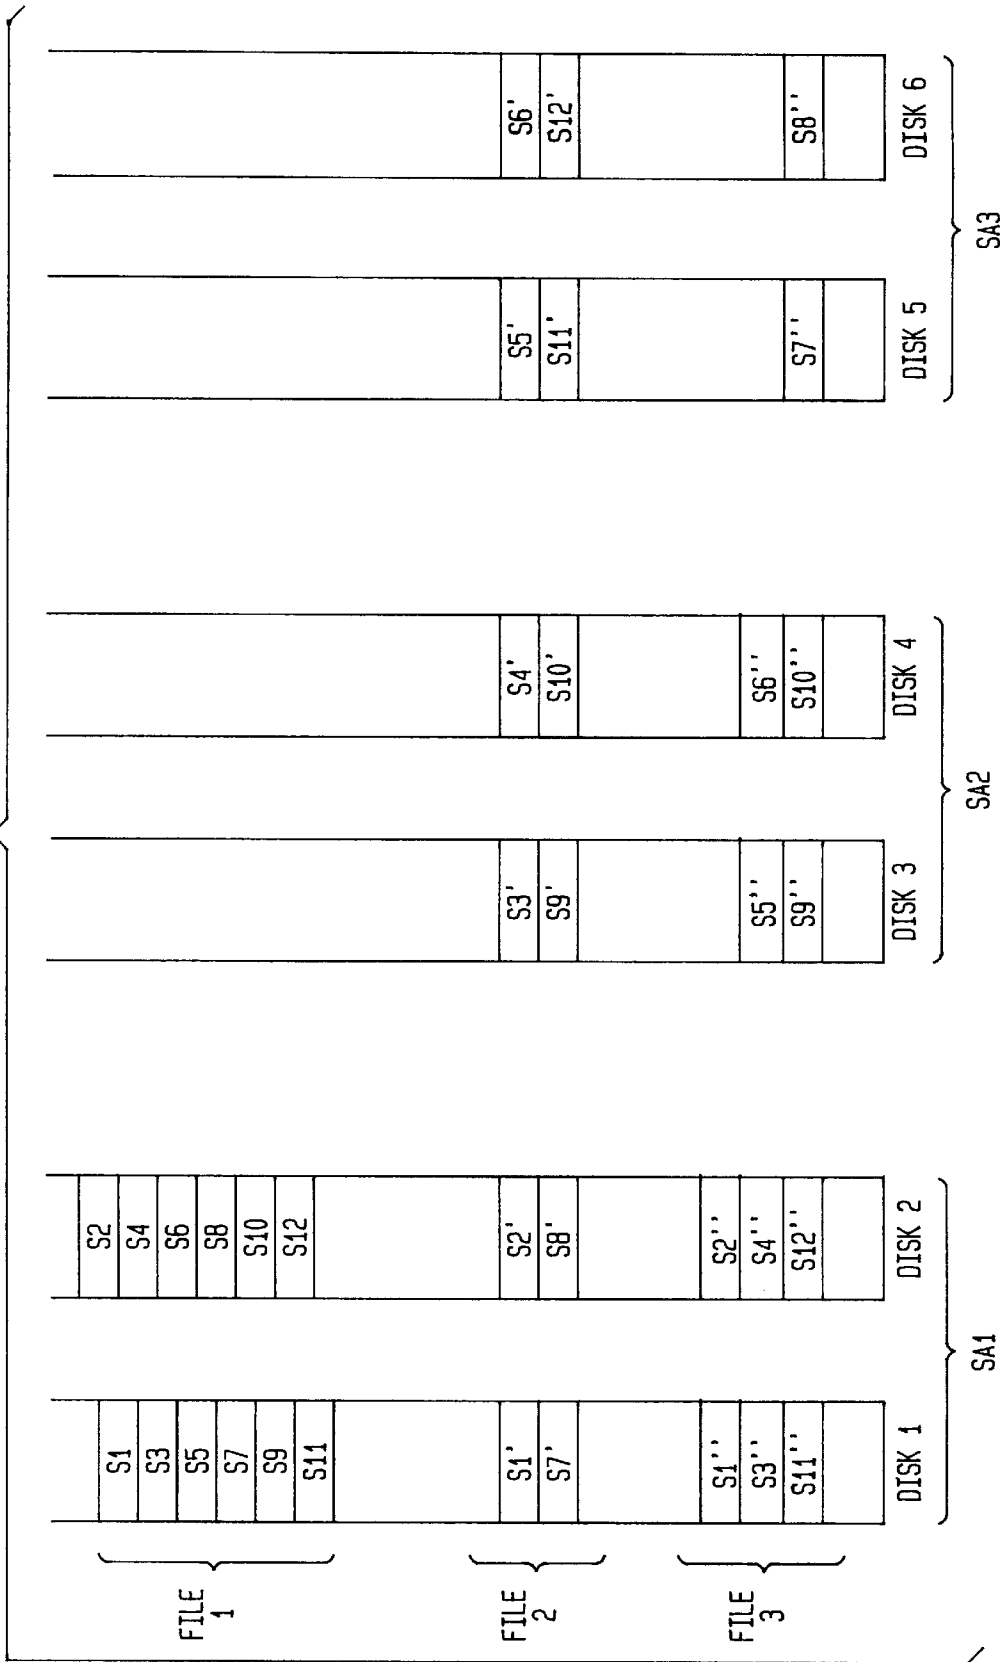 FILE
1
S1
S3
S5
S7
S9
S11
S2
S4
S6
S8
S10
S12
FILE
2
S1' S2' S3' S4' S5' S6'
S7' S8' S9' S10' S11' S12'
FILE
3
S1'' S2''
S3'' S4'' S5'' S6''
S11'' S12'' S9'' S10'' S7'' S8''
DISK 1 DISK 2 DISK 3 DISK 4 DISK 5 DISK 6
SA1 SA2 SA3